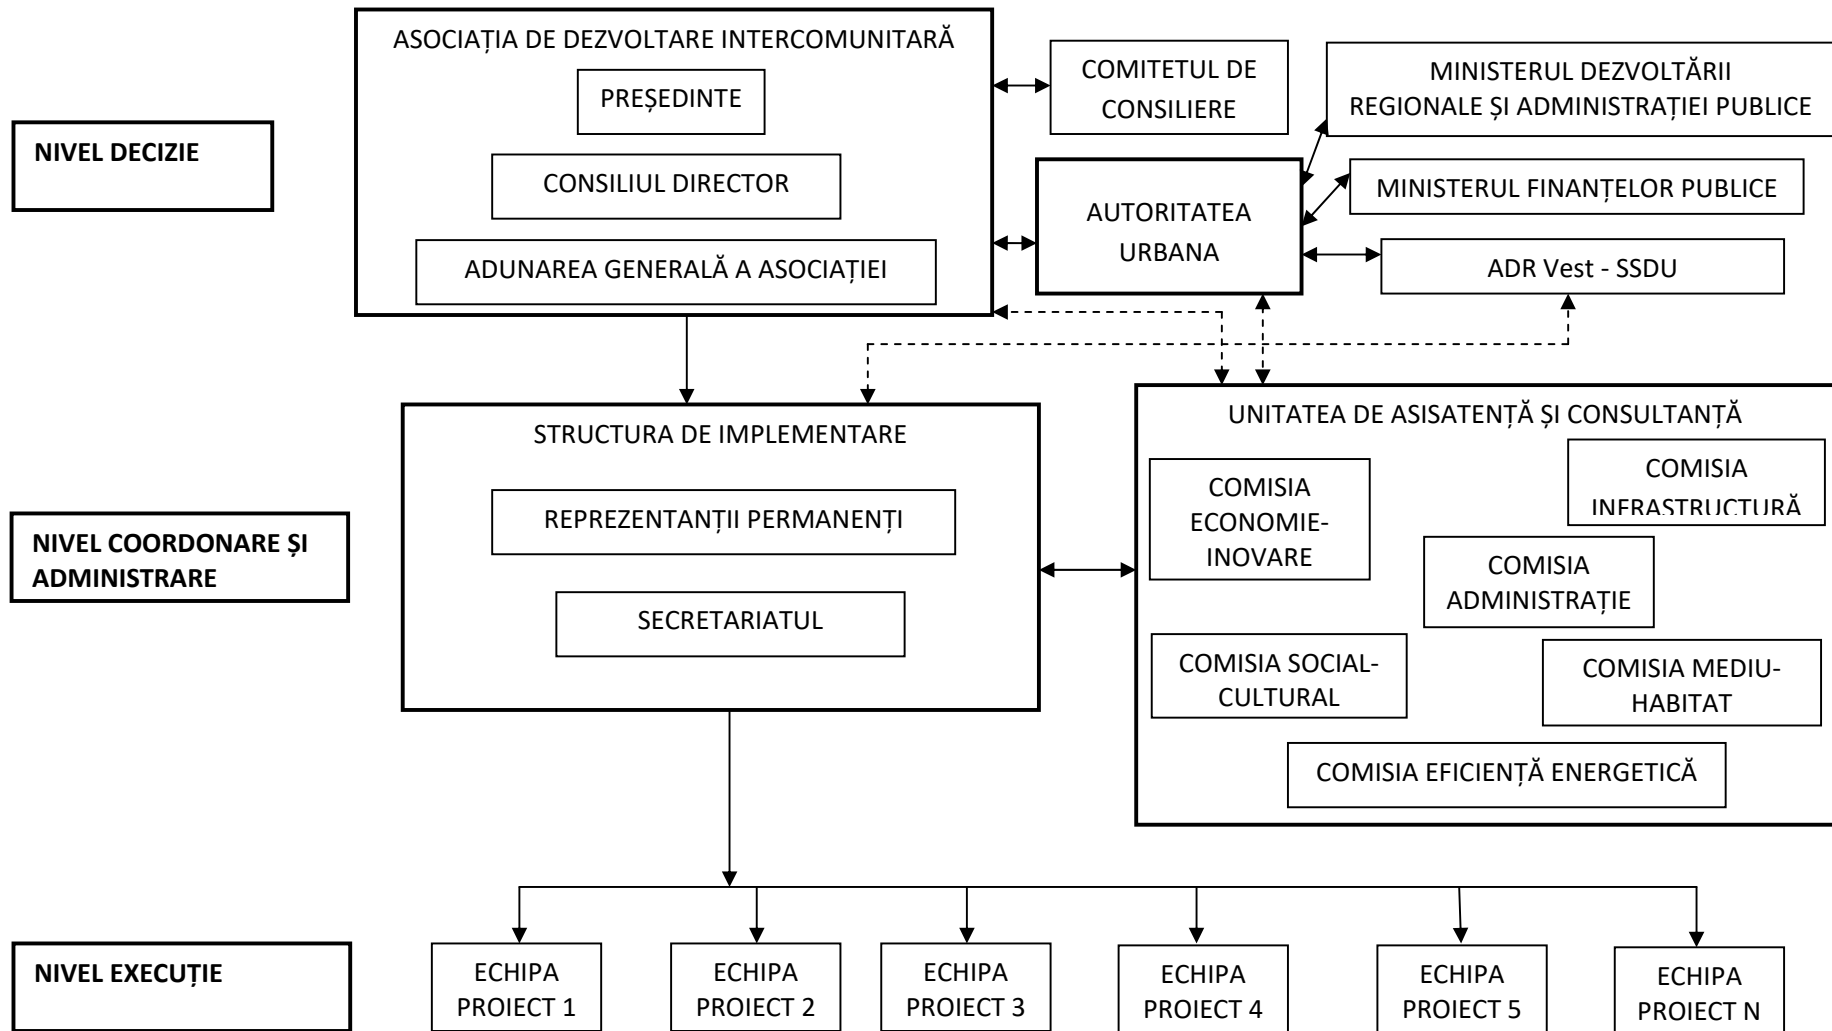 ASOCIAȚIA DE DEZVOLTARE INTERCOMUNITARĂ
PREȘEDINTE
CONSILIUL DIRECTOR
ADUNAREA GENERALĂ A ASOCIAȚIEI
COMITETUL DE
CONSILIERE
MINISTERUL DEZVOLTĂRII
REGIONALE ȘI ADMINISTRAȚIEI PUBLICE
NIVEL DECIZIE
AUTORITATEA
URBANA
MINISTERUL FINANȚELOR PUBLICE
ADR Vest - SSDU
STRUCTURA DE IMPLEMENTARE
REPREZENTANȚII PERMANENȚI
SECRETARIATUL
NIVEL COORDONARE ȘI
ADMINISTRARE
UNITATEA DE ASISATENȚĂ ȘI CONSULTANȚĂ
COMISIA
ECONOMIE-
INOVARE
COMISIA
INFRASTRUCTURĂ
COMISIA
ADMINISTRAȚIE
COMISIA SOCIAL-
CULTURAL
COMISIA MEDIU-
HABITAT
COMISIA EFICIENȚĂ ENERGETICĂ
NIVEL EXECUȚIE
ECHIPA
PROIECT 1
ECHIPA
PROIECT 2
ECHIPA
PROIECT 3
ECHIPA
PROIECT 4
ECHIPA
PROIECT 5
ECHIPA
PROIECT N